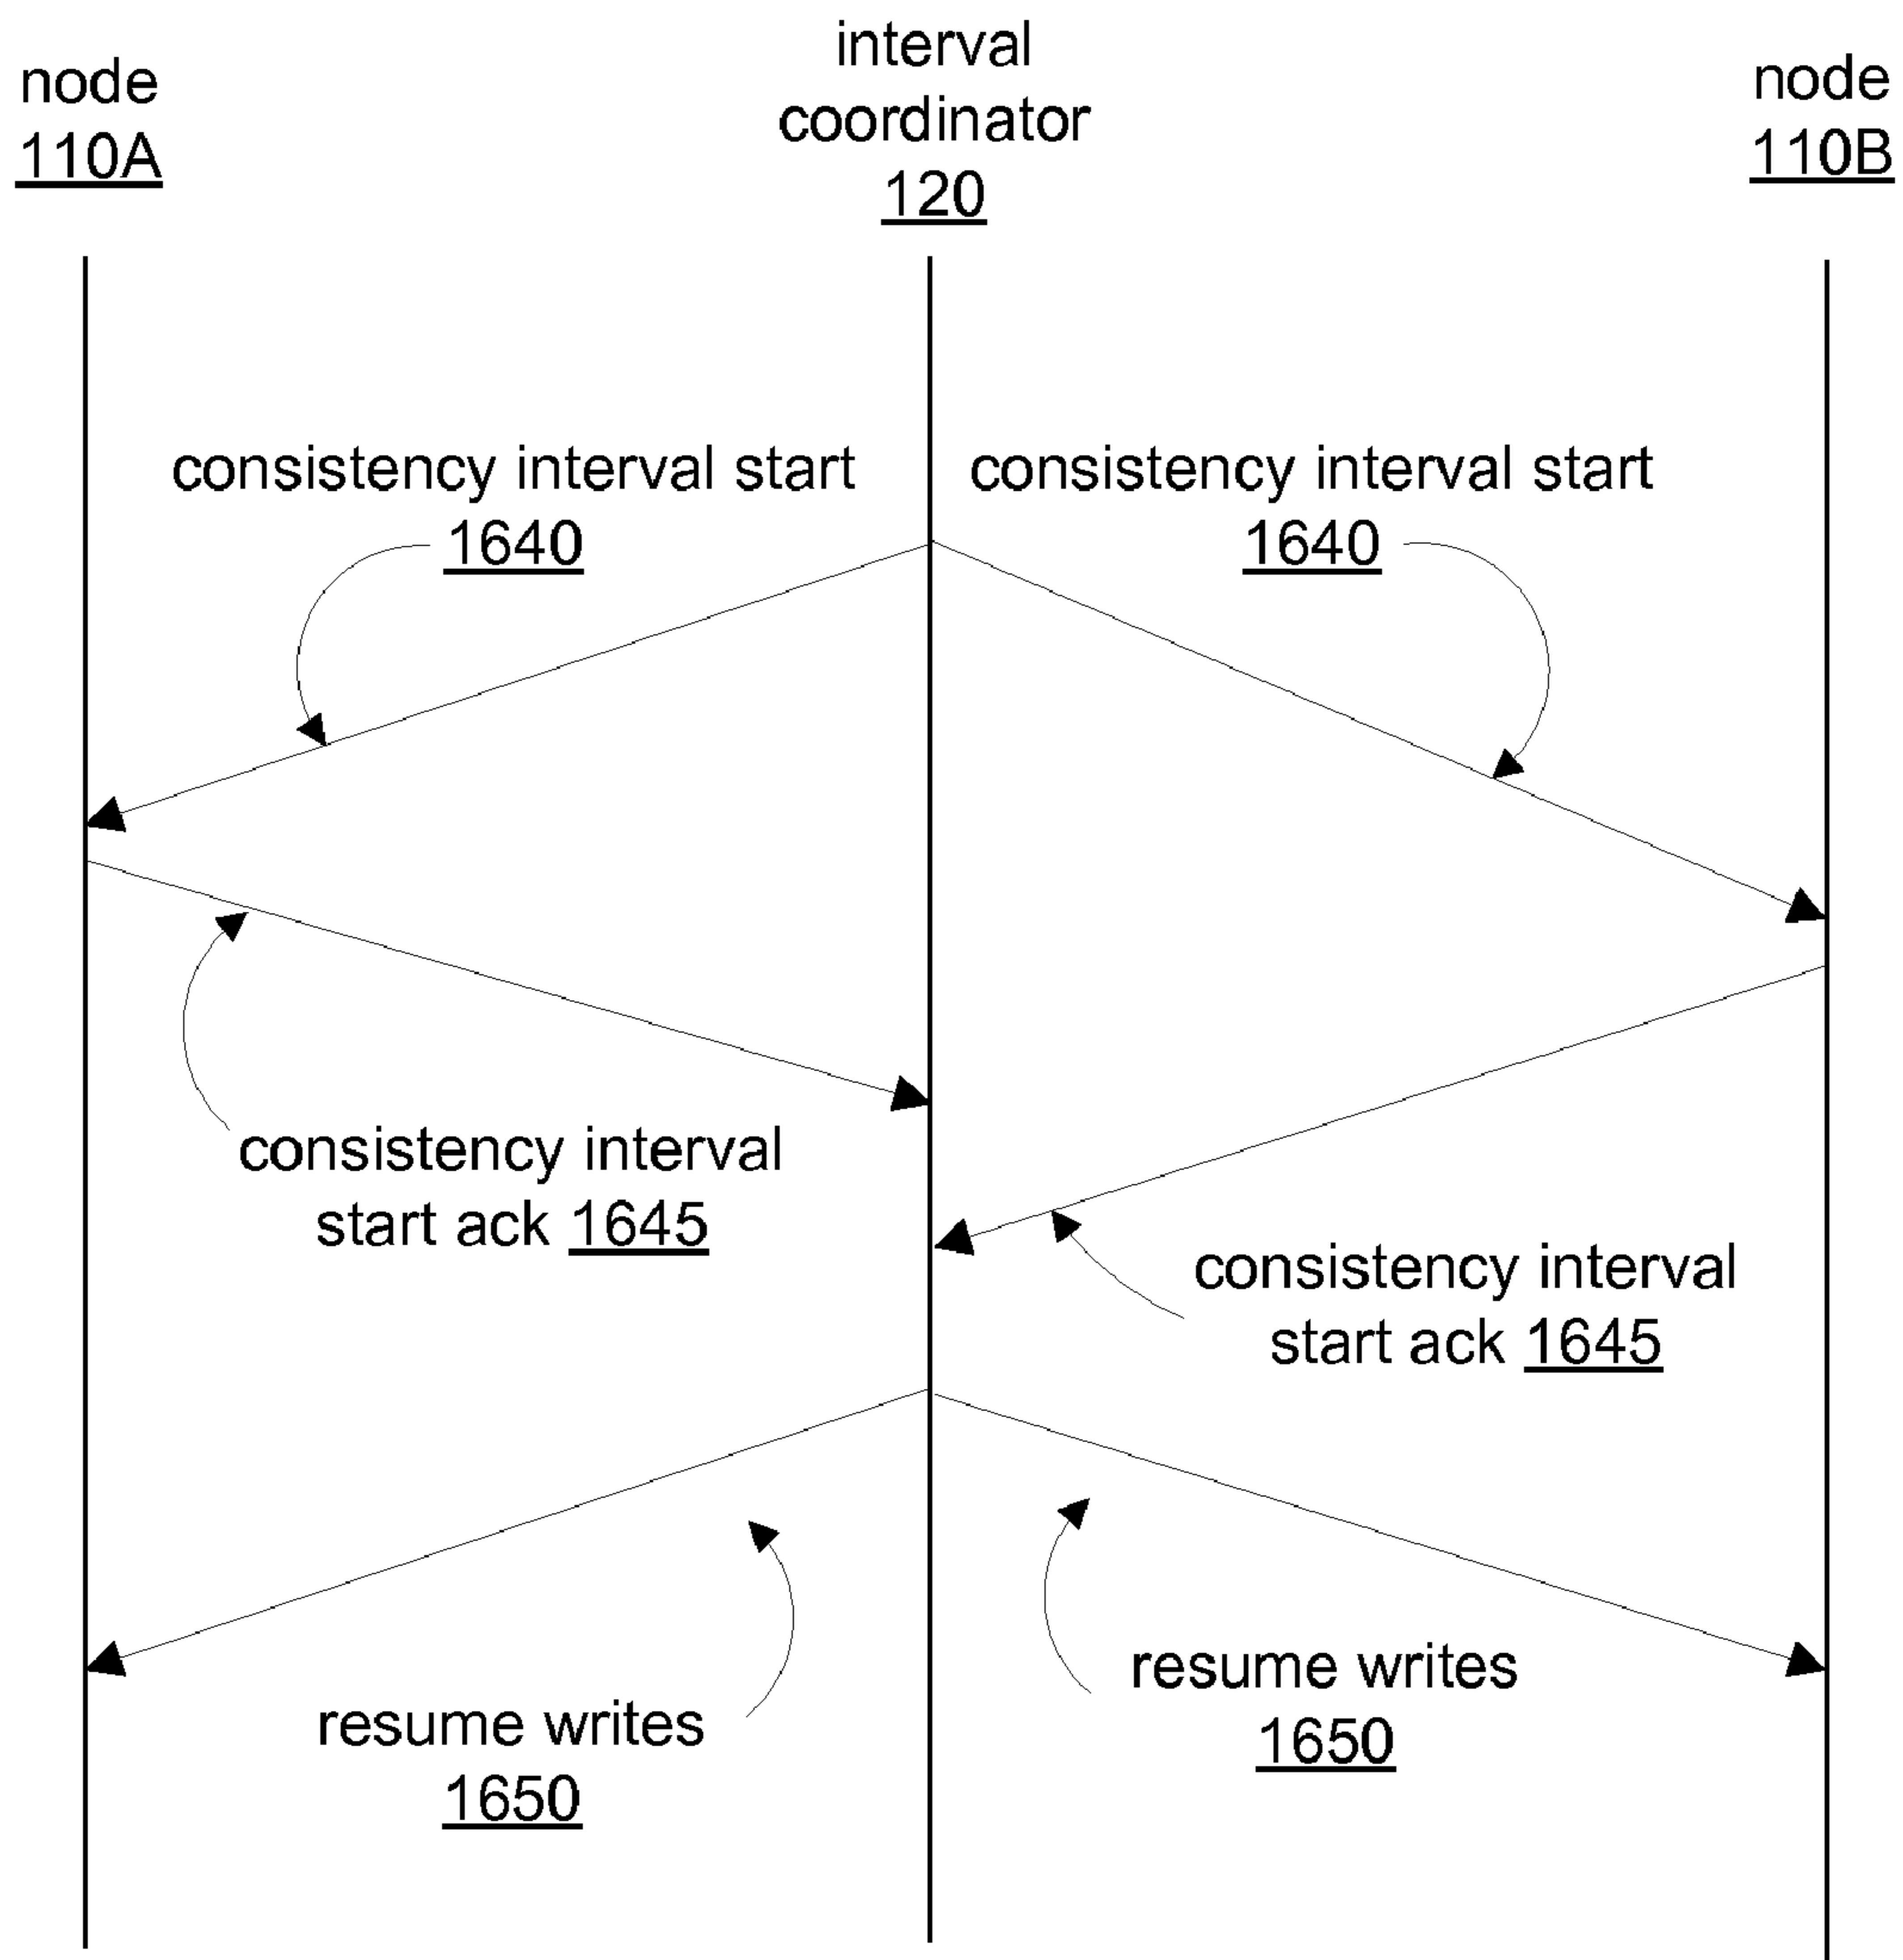 node
110A
interval
coordinator
120
node
110B
consistency interval start
1640
consistency interval start
1640
consistency interval
start ack 1645
consistency interval
start ack 1645
resume writes
1650
resume writes
1650